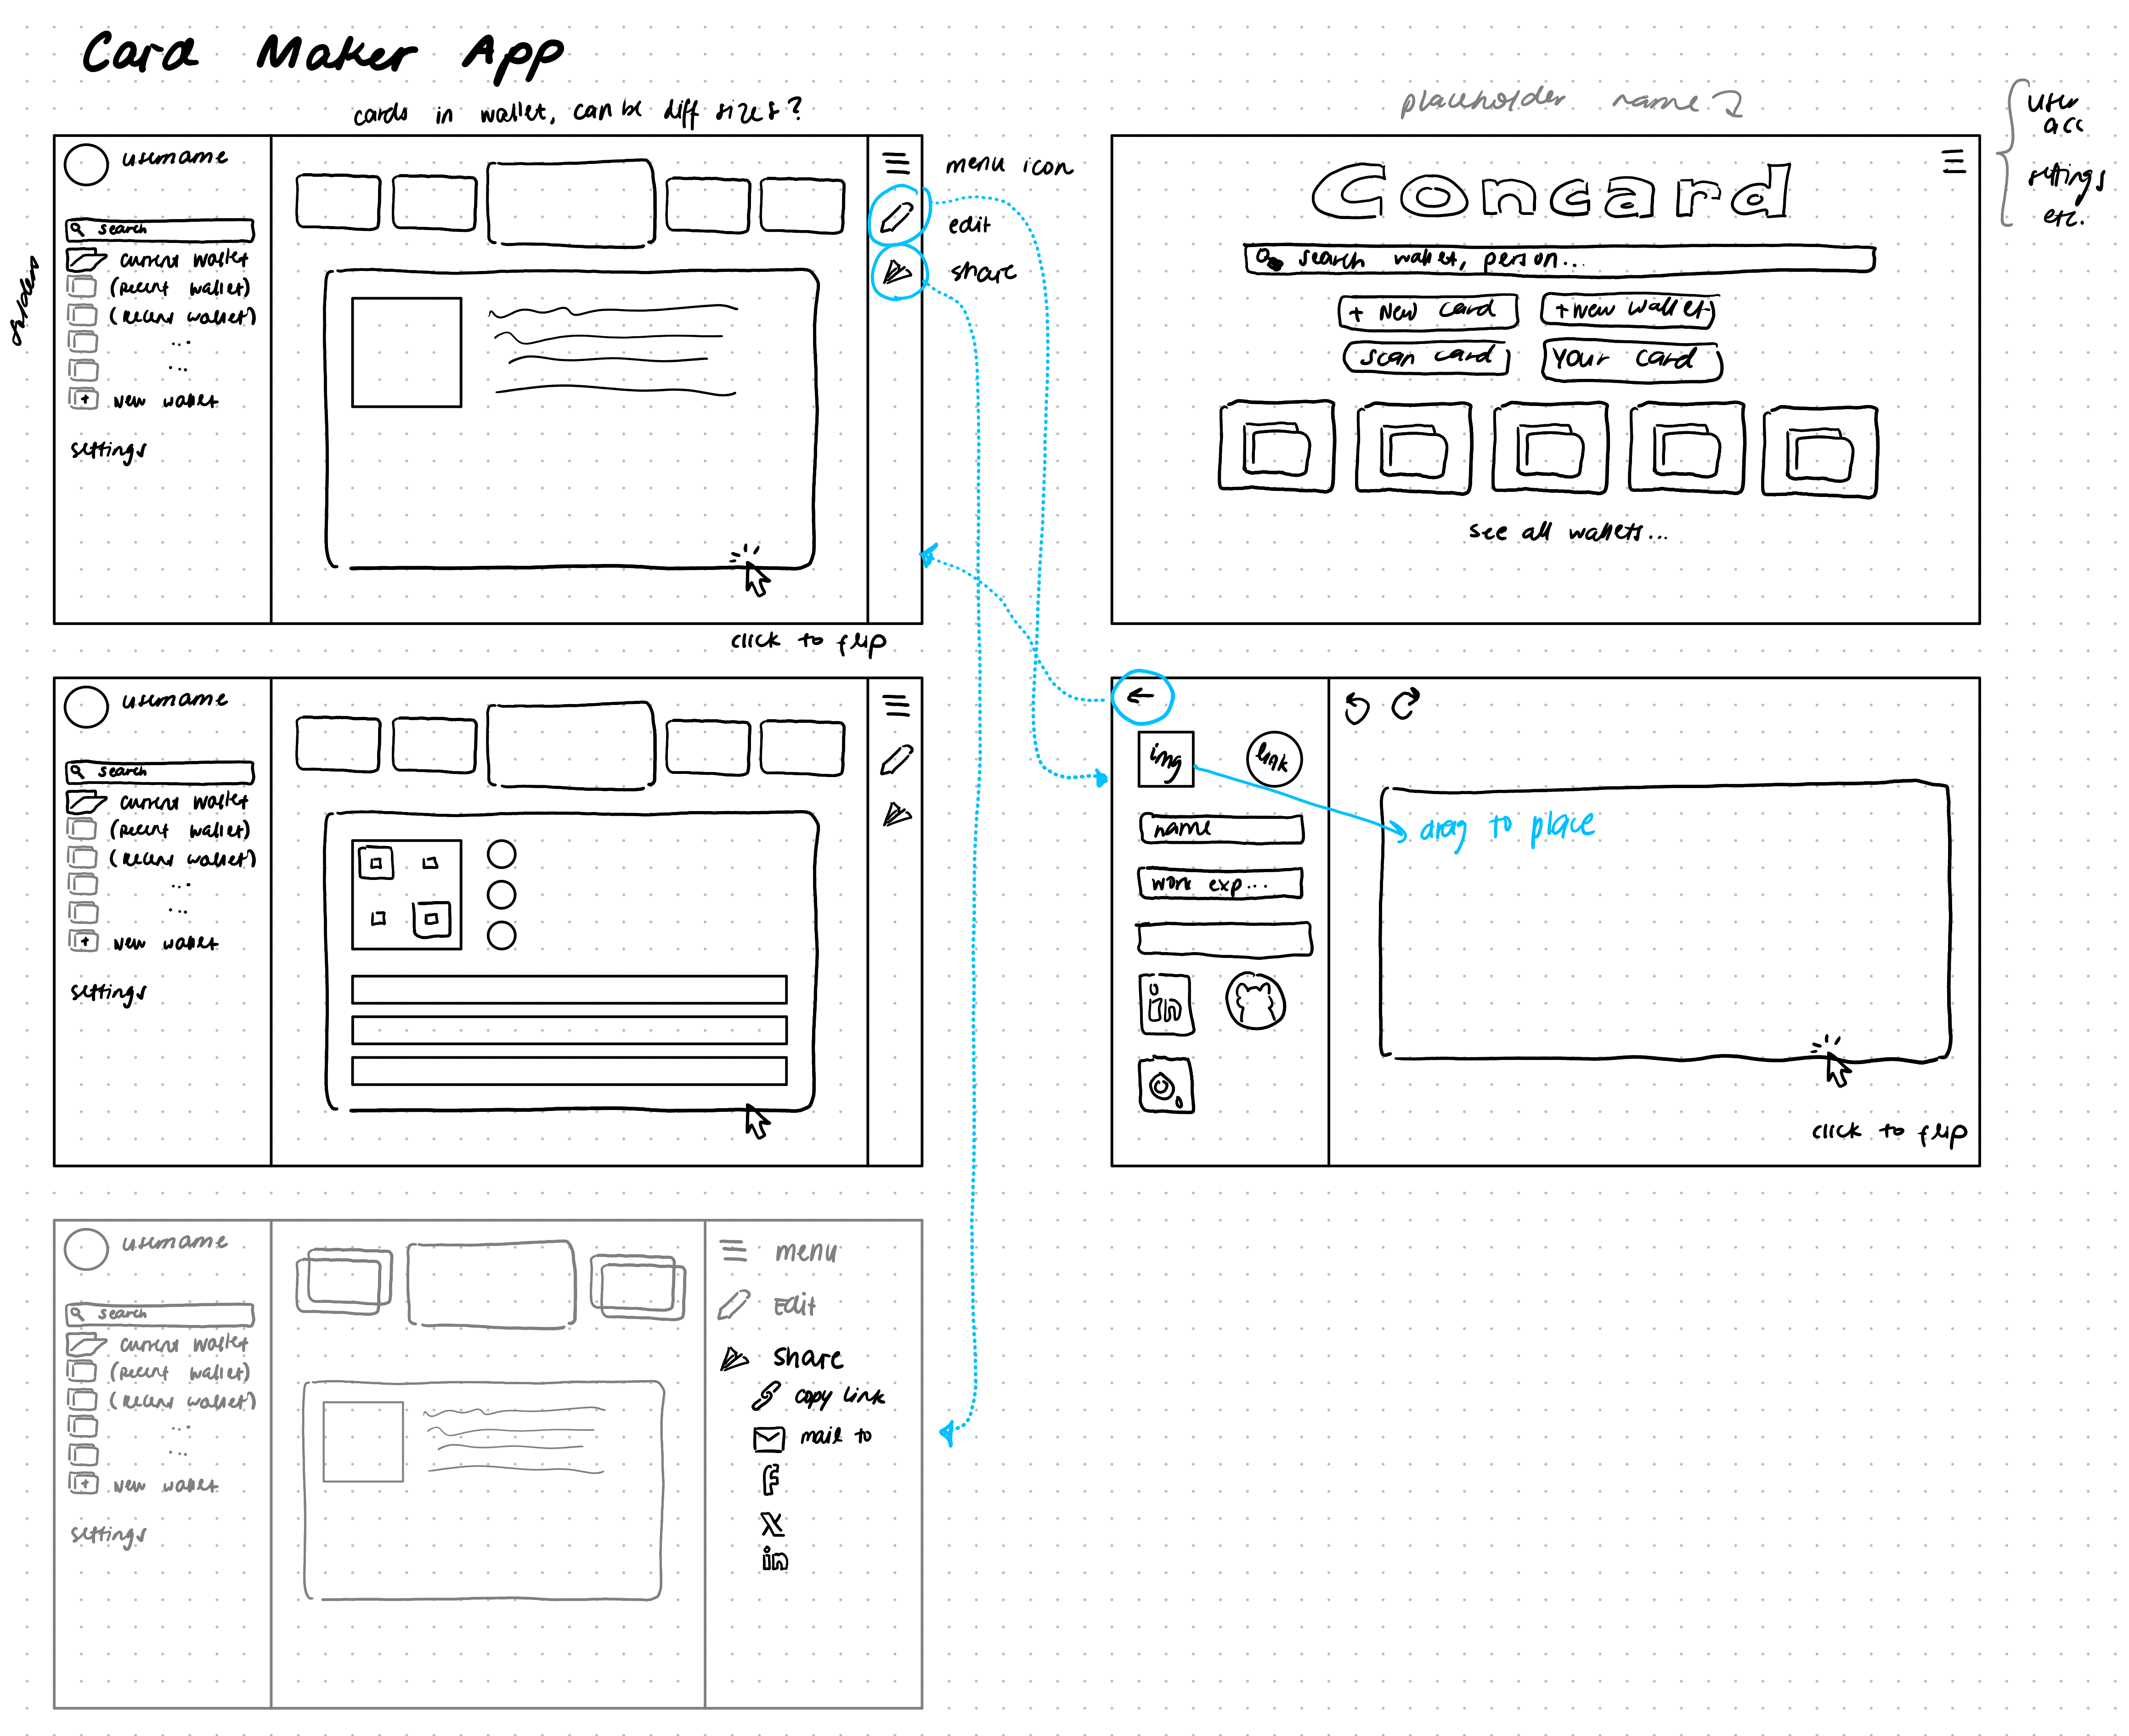 Card Maker App
cards in wallet, can be diff sizes?
username
search
current wallet
(recent wallet)
(recent wallet)
...
...
+ new wallet
settings
folders
menu icon
edit
share
click to flip
placeholder name
Concard
search wallet, person...
+ New card
+ new wallet
scan card
your card
see all wallets...
user
acc
settings
etc.
username
search
current wallet
(recent wallet)
(recent wallet)
...
...
+ new wallet
settings
img
link
name
work exp...
in
drag to place
click to flip
username
search
current wallet
(recent wallet)
(recent wallet)
...
...
+ new wallet
settings
menu
Edit
share
copy link
mail to
f
X
in